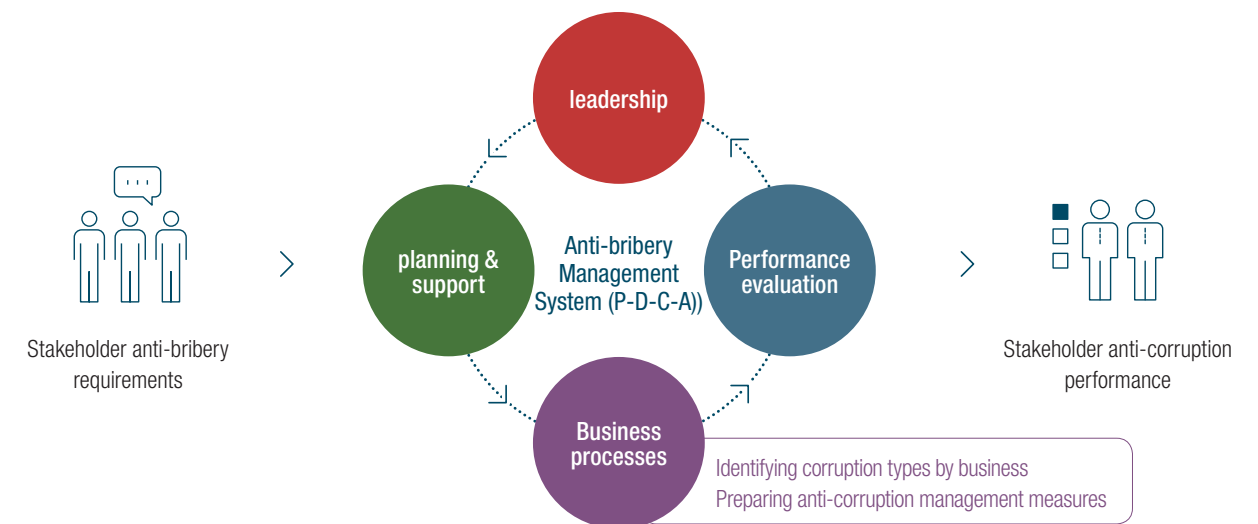 leadership
Stakeholder anti-bribery
requirements
planning &
support
Anti-bribery
Management
System (P-D-C-A))
Performance
evaluation
Stakeholder anti-corruption
performance
Business
processes
Identifying corruption types by business
Preparing anti-corruption management measures